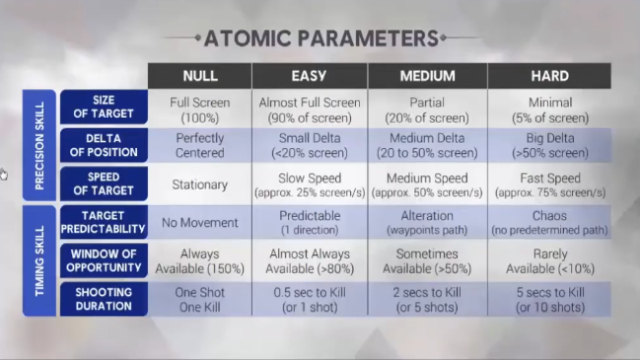 ATOMIC PARAMETERS
NULL EASY MEDIUM HARD
PRECISION SKILL
SIZE
OF TARGET
Full Screen
(100%)
Almost Full Screen
(90% of screen)
Partial
(20% of screen)
Minimal
(5% of screen)
DELTA
OF POSITION
Perfectly
Centered
Small Delta
(<20% screen)
Medium Delta
(20 to 50% screen)
Big Delta
(>50% screen)
SPEED
OF TARGET
Stationary
Slow Speed
(approx. 25% screen/s)
Medium Speed
(approx. 50% screen/s)
Fast Speed
(approx. 75% screen/s)
TIMING SKILL
TARGET
PREDICTABILITY
No Movement
Predictable
(1 direction)
Alteration
(waypoints path)
Chaos
(no predetermined path)
WINDOW OF
OPPORTUNITY
Always
Available (150%)
Almost Always
Available (>80%)
Sometimes
Available (>50%)
Rarely
Available (<10%)
SHOOTING
DURATION
One Shot
One Kill
0.5 sec to Kill
(or 1 shot)
2 secs to Kill
(or 5 shots)
5 secs to Kill
(or 10 shots)